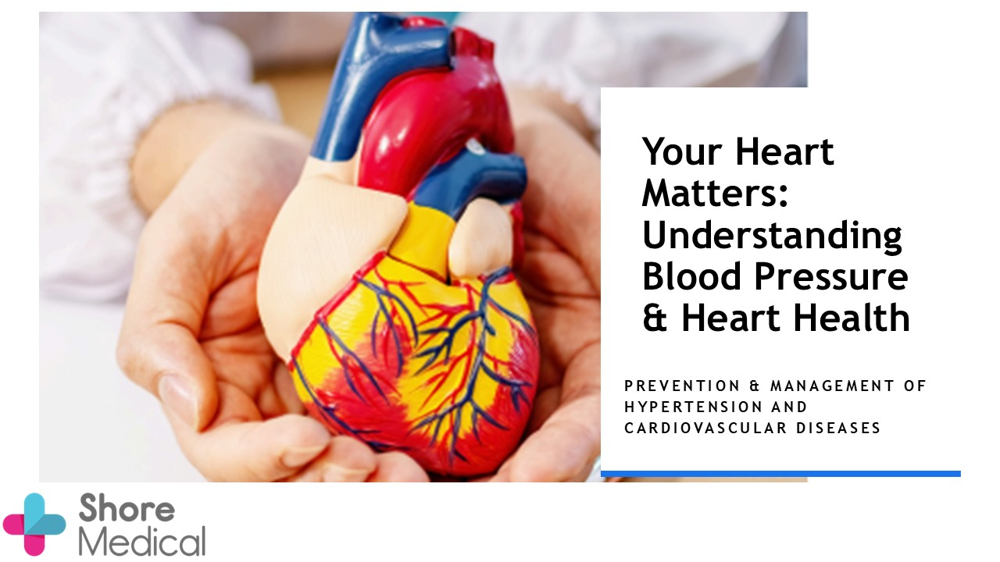 Your Heart
Matters:
Understanding
Blood Pressure
& Heart Health
PREVENTION & MANAGEMENT OF
HYPERTENSION AND
CARDIOVASCULAR DISEASES
Shore
Medical